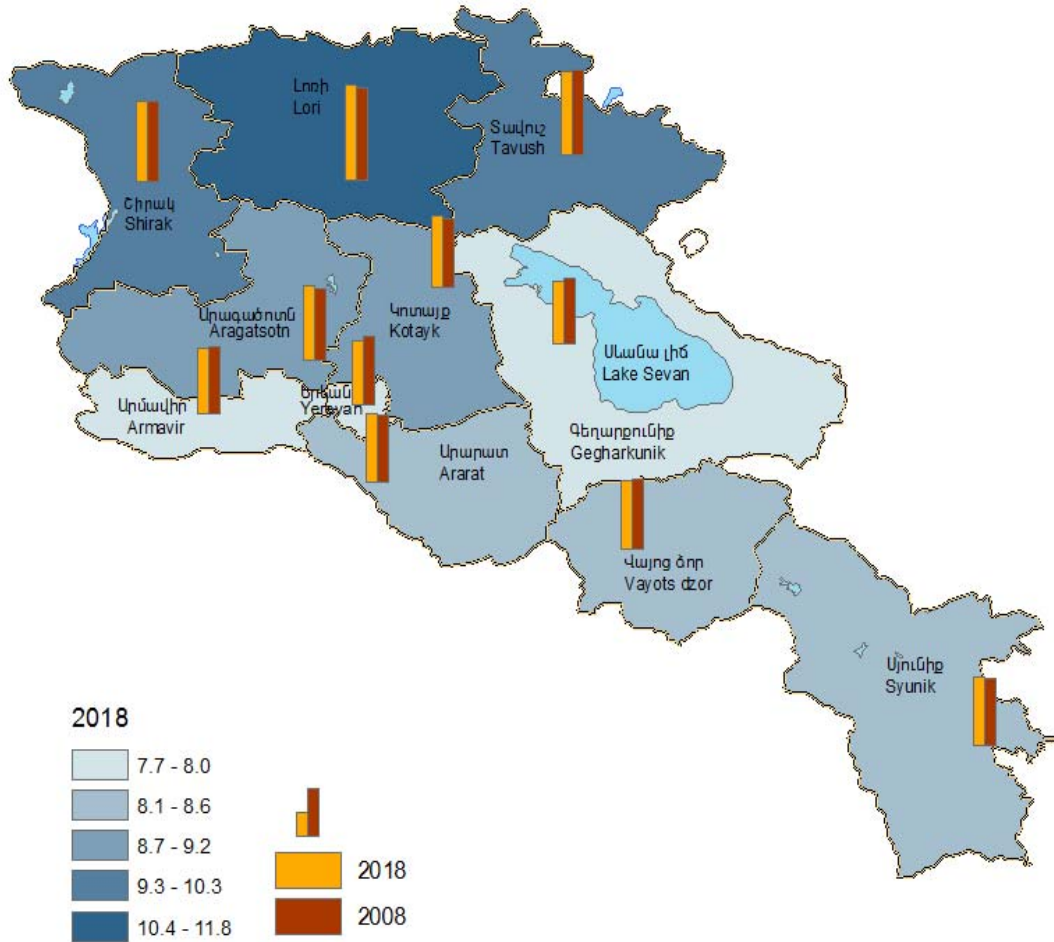 Լոռի
Lori
Տավուշ
Tavush
Շիրակ
Shirak
Արագածոտն
Aragatsotn
Կոտայք
Kotayk
Սևանա լիճ
Lake Sevan
Երևան
Yerevan
Արմավիր
Armavir
Գեղարքունիք
Gegharkunik
Արարատ
Ararat
Վայոց ձոր
Vayots dzor
Սյունիք
Syunik
2018
7.7 - 8.0
8.1 - 8.6
8.7 - 9.2
9.3 - 10.3
10.4 - 11.8
2018
2008